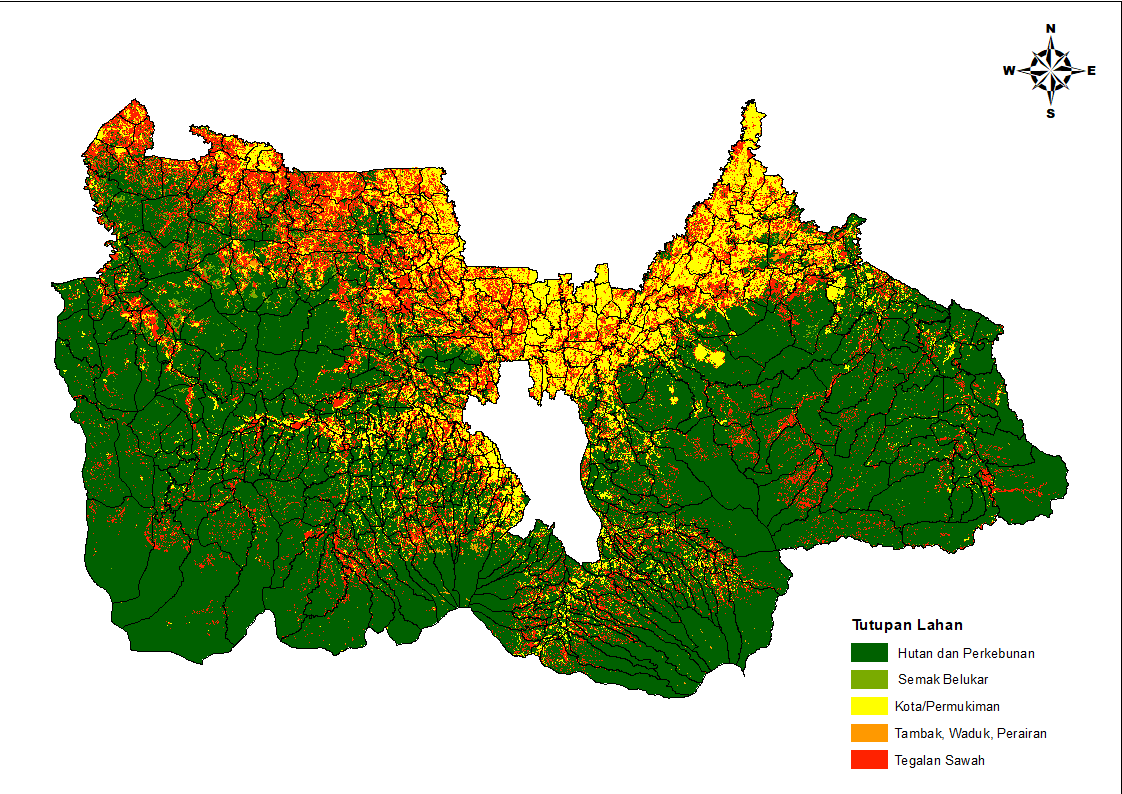 N
W E
S
Tutupan Lahan
Hutan dan Perkebunan
Semak Belukar
Kota/Permukiman
Tambak, Waduk, Perairan
Tegalan Sawah